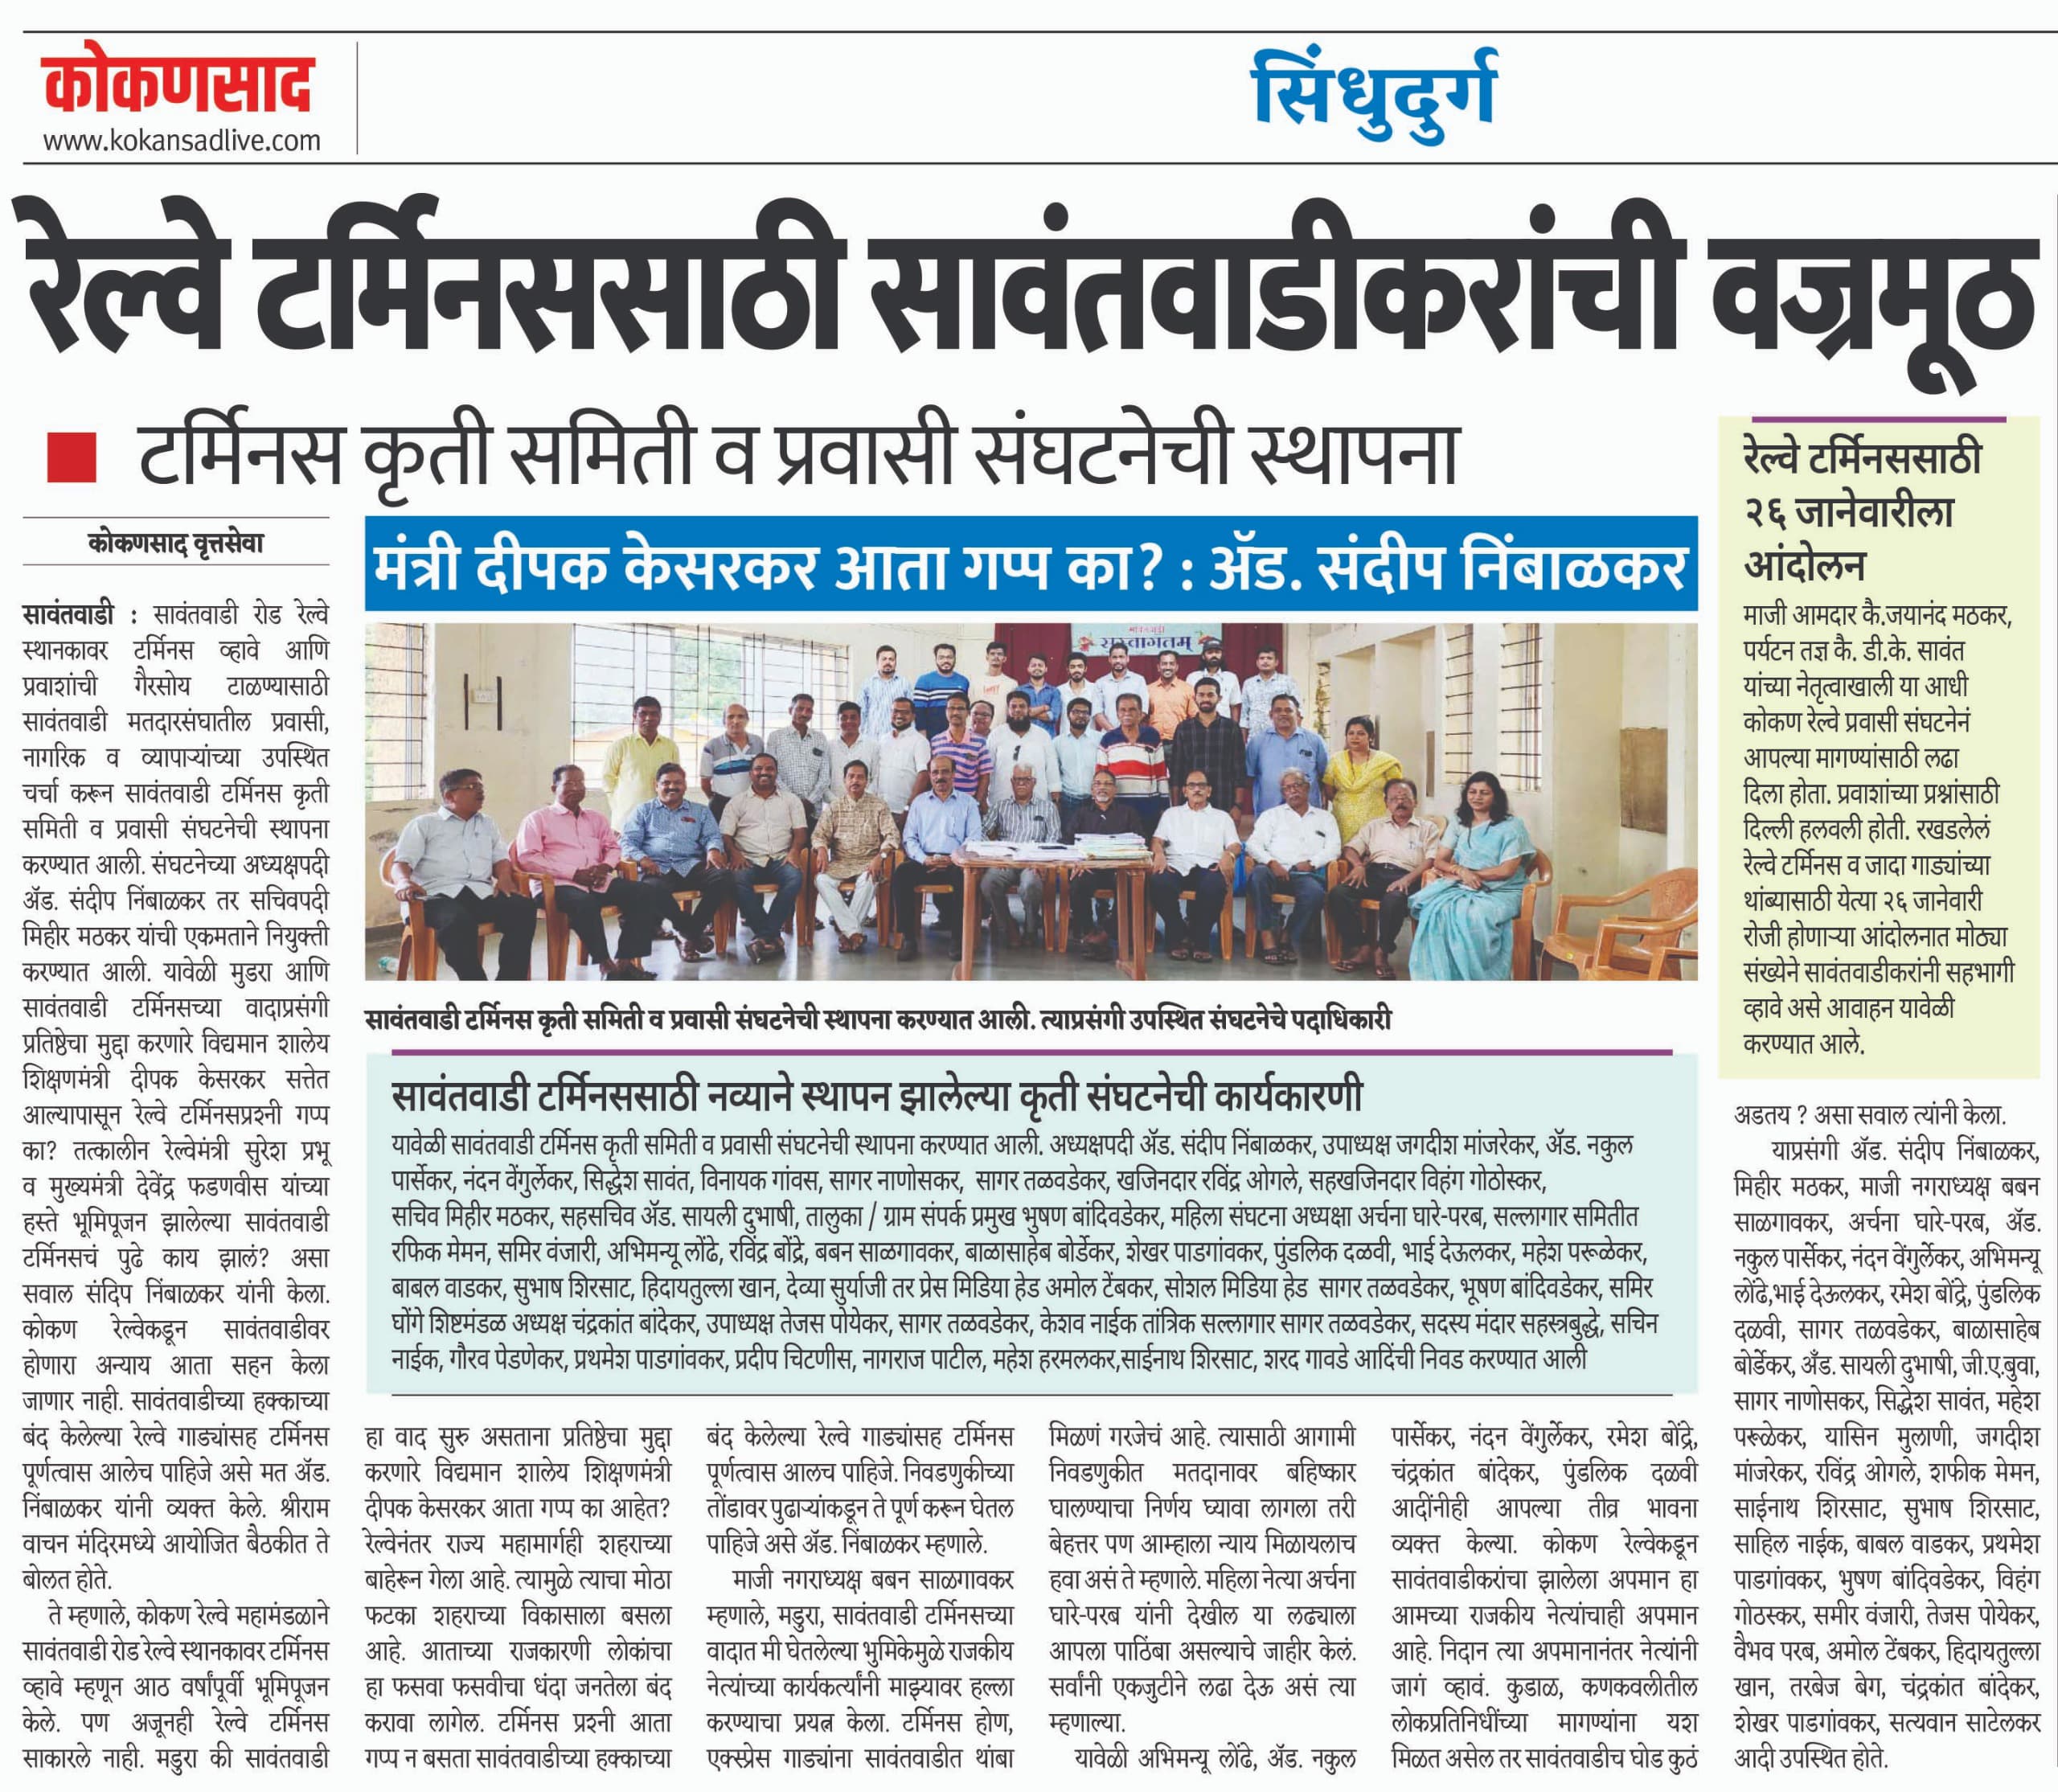 कोकणसाद
www.kokansadlive.com
सिंधुदुर्ग
रेल्वे टर्मिनससाठी सावंतवाडीकरांची वज्रमूठ
टर्मिनस कृती समिती व प्रवासी संघटनेची स्थापना
कोकणसाद वृत्तसेवा
सावंतवाडी : सावंतवाडी रोड रेल्वे
स्थानकावर टर्मिनस व्हावे आणि
प्रवाशांची गैरसोय टाळण्यासाठी
सावंतवाडी मतदारसंघातील प्रवासी,
नागरिक व व्यापाऱ्यांच्या उपस्थित
चर्चा करून सावंतवाडी टर्मिनस कृती
समिती व प्रवासी संघटनेची स्थापना
करण्यात आली. संघटनेच्या अध्यक्षपदी
ॲड. संदीप निंबाळकर तर सचिवपदी
मिहीर मठकर यांची एकमताने नियुक्ती
करण्यात आली. यावेळी मुडरा आणि
सावंतवाडी टर्मिनसच्या वादाप्रसंगी
प्रतिष्ठेचा मुद्दा करणारे विद्यमान शालेय
शिक्षणमंत्री दीपक केसरकर सत्तेत
आल्यापासून रेल्वे टर्मिनसप्रश्नी गप्प
का? तत्कालीन रेल्वेमंत्री सुरेश प्रभू
व मुख्यमंत्री देवेंद्र फडणवीस यांच्या
हस्ते भूमिपूजन झालेल्या सावंतवाडी
टर्मिनसचं पुढे काय झालं? असा
सवाल संदिप निंबाळकर यांनी केला.
कोकण रेल्वेकडून सावंतवाडीवर
होणारा अन्याय आता सहन केला
जाणार नाही. सावंतवाडीच्या हक्काच्या
बंद केलेल्या रेल्वे गाड्यांसह टर्मिनस
पूर्णत्वास आलेच पाहिजे असे मत ॲड.
निंबाळकर यांनी व्यक्त केले. श्रीराम
वाचन मंदिरमध्ये आयोजित बैठकीत ते
बोलत होते.
ते म्हणाले, कोकण रेल्वे महामंडळाने
सावंतवाडी रोड रेल्वे स्थानकावर टर्मिनस
व्हावे म्हणून आठ वर्षांपूर्वी भूमिपूजन
केले. पण अजूनही रेल्वे टर्मिनस
साकारले नाही. मडुरा की सावंतवाडी
मंत्री दीपक केसरकर आता गप्प का? : ॲड. संदीप निंबाळकर
सुस्वागतम्
सावंतवाडी टर्मिनस कृती समिती व प्रवासी संघटनेची स्थापना करण्यात आली. त्याप्रसंगी उपस्थित संघटनेचे पदाधिकारी
सावंतवाडी टर्मिनससाठी नव्याने स्थापन झालेल्या कृती संघटनेची कार्यकारणी
यावेळी सावंतवाडी टर्मिनस कृती समिती व प्रवासी संघटनेची स्थापना करण्यात आली. अध्यक्षपदी ॲड. संदीप निंबाळकर, उपाध्यक्ष जगदीश मांजरेकर, ॲड. नकुल
पार्सेकर, नंदन वेंगुर्लेकर, सिद्धेश सावंत, विनायक गांवस, सागर नाणोसकर, सागर तळवडेकर, खजिनदार रविंद्र ओगले, सहखजिनदार विहंग गोठोस्कर,
सचिव मिहीर मठकर, सहसचिव ॲड. सायली दुभाषी, तालुका / ग्राम संपर्क प्रमुख भुषण बांदिवडेकर, महिला संघटना अध्यक्षा अर्चना घारे-परब, सल्लागार समितीत
रफिक मेमन, समिर वंजारी, अभिमन्यू लोंढे, रविंद्र बोंद्रे, बबन साळगावकर, बाळासाहेब बोर्डेकर, शेखर पाडगांवकर, पुंडलिक दळवी, भाई देऊलकर, महेश परूळेकर,
बाबल वाडकर, सुभाष शिरसाट, हिदायतुल्ला खान, देव्या सुर्याजी तर प्रेस मिडिया हेड अमोल टेंबकर, सोशल मिडिया हेड सागर तळवडेकर, भूषण बांदिवडेकर, समिर
घोंगे शिष्टमंडळ अध्यक्ष चंद्रकांत बांदेकर, उपाध्यक्ष तेजस पोयेकर, सागर तळवडेकर, केशव नाईक तांत्रिक सल्लागार सागर तळवडेकर, सदस्य मंदार सहस्त्रबुद्धे, सचिन
नाईक, गौरव पेडणेकर, प्रथमेश पाडगांवकर, प्रदीप चिटणीस, नागराज पाटील, महेश हरमलकर,साईनाथ शिरसाट, शरद गावडे आदिंची निवड करण्यात आली
हा वाद सुरु असताना प्रतिष्ठेचा मुद्दा
करणारे विद्यमान शालेय शिक्षणमंत्री
दीपक केसरकर आता गप्प का आहेत?
रेल्वेनंतर राज्य महामार्गही शहराच्या
बाहेरून गेला आहे. त्यामुळे त्याचा मोठा
फटका शहराच्या विकासाला बसला
आहे. आताच्या राजकारणी लोकांचा
हा फसवा फसवीचा धंदा जनतेला बंद
करावा लागेल. टर्मिनस प्रश्नी आता
गप्प न बसता सावंतवाडीच्या हक्काच्या
बंद केलेल्या रेल्वे गाड्यांसह टर्मिनस
पूर्णत्वास आलच पाहिजे. निवडणुकीच्या
तोंडावर पुढाऱ्यांकडून ते पूर्ण करून घेतल
पाहिजे असे ॲड. निंबाळकर म्हणाले.
माजी नगराध्यक्ष बबन साळगावकर
म्हणाले, मडुरा, सावंतवाडी टर्मिनसच्या
वादात मी घेतलेल्या भुमिकेमुळे राजकीय
नेत्यांच्या कार्यकर्त्यांनी माझ्यावर हल्ला
करण्याचा प्रयत्न केला. टर्मिनस होण,
एक्स्प्रेस गाड्यांना सावंतवाडीत थांबा
मिळणं गरजेचं आहे. त्यासाठी आगामी
निवडणुकीत मतदानावर बहिष्कार
घालण्याचा निर्णय घ्यावा लागला तरी
बेहत्तर पण आम्हाला न्याय मिळायलाच
हवा असं ते म्हणाले. महिला नेत्या अर्चना
घारे-परब यांनी देखील या लढ्याला
आपला पाठिंबा असल्याचे जाहीर केलं.
सर्वांनी एकजुटीने लढा देऊ असं त्या
म्हणाल्या.
यावेळी अभिमन्यू लोंढे, ॲड. नकुल
पार्सेकर, नंदन वेंगुर्लेकर, रमेश बोंद्रे,
चंद्रकांत बांदेकर, पुंडलिक दळवी
आदींनीही आपल्या तीव्र भावना
व्यक्त केल्या. कोकण रेल्वेकडून
सावंतवाडीकरांचा झालेला अपमान हा
आमच्या राजकीय नेत्यांचाही अपमान
आहे. निदान त्या अपमानानंतर नेत्यांनी
जागं व्हावं. कुडाळ, कणकवलीतील
लोकप्रतिनिधींच्या मागण्यांना यश
मिळत असेल तर सावंतवाडीच घोड कुठं
रेल्वे टर्मिनससाठी
२६ जानेवारीला
आंदोलन
माजी आमदार कै.जयानंद मठकर,
पर्यटन तज्ञ कै. डी.के. सावंत
यांच्या नेतृत्वाखाली या आधी
कोकण रेल्वे प्रवासी संघटनेनं
आपल्या मागण्यांसाठी लढा
दिला होता. प्रवाशांच्या प्रश्नांसाठी
दिल्ली हलवली होती. रखडलेलं
रेल्वे टर्मिनस व जादा गाड्यांच्या
थांब्यासाठी येत्या २६ जानेवारी
रोजी होणाऱ्या आंदोलनात मोठ्या
संख्येने सावंतवाडीकरांनी सहभागी
व्हावे असे आवाहन यावेळी
करण्यात आले.
अडतय ? असा सवाल त्यांनी केला.
याप्रसंगी ॲड. संदीप निंबाळकर,
मिहीर मठकर, माजी नगराध्यक्ष बबन
साळगावकर, अर्चना घारे-परब, ॲड.
नकुल पार्सेकर, नंदन वेंगुर्लेकर, अभिमन्यू
लोंढे,भाई देऊलकर, रमेश बोंद्रे, पुंडलिक
दळवी, सागर तळवडेकर, बाळासाहेब
बोर्डेकर, अँड. सायली दुभाषी, जी.ए.बुवा,
सागर नाणोसकर, सिद्धेश सावंत, महेश
परूळेकर, यासिन मुलाणी, जगदीश
मांजरेकर, रविंद्र ओगले, शफीक मेमन,
साईनाथ शिरसाट, सुभाष शिरसाट,
साहिल नाईक, बाबल वाडकर, प्रथमेश
पाडगांवकर, भुषण बांदिवडेकर, विहंग
गोठस्कर, समीर वंजारी, तेजस पोयेकर,
वैभव परब, अमोल टेंबकर, हिदायतुल्ला
खान, तरबेज बेग, चंद्रकांत बांदेकर,
शेखर पाडगांवकर, सत्यवान साटेलकर
आदी उपस्थित होते.